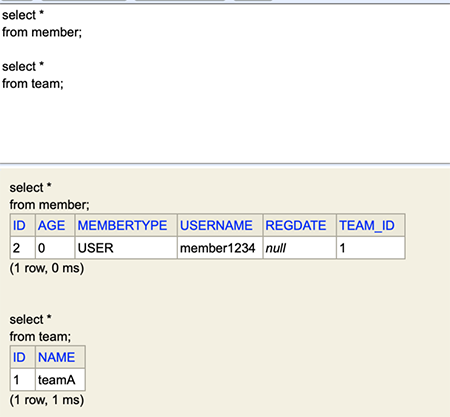 select *
from member;
select *
from team;
select *
from member;
ID AGE MEMBERTYPE USERNAME REGDATE TEAM_ID
2 0 USER member1234 null 1
(1 row, 0 ms)
select *
from team;
ID NAME
1 teamA
(1 row, 1 ms)